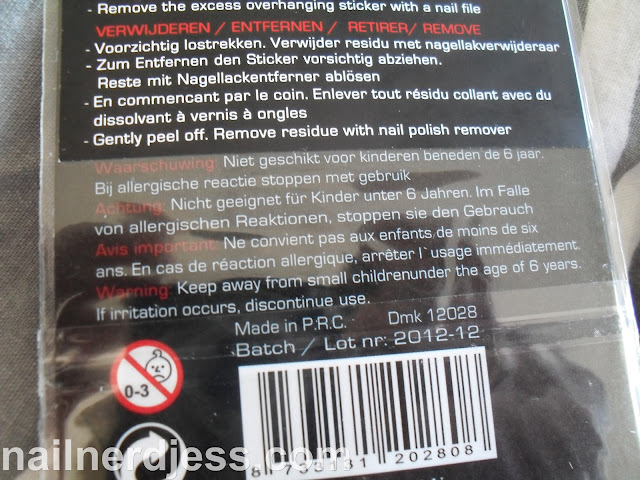 - Remove the excess overhanging sticker with a nail file
VERWIJDEREN / ENTFERNEN / RETIRER/ REMOVE
- Voorzichtig lostrekken. Verwijder residu met nagellakverwijderaar
- Zum Entfernen den Sticker vorsichtig abziehen.
Reste mit Nagellackentferner ablösen
- En commencant par le coin. Enlever tout résidu collant avec du
dissolvant à vernis à ongles
- Gently peel off. Remove residue with nail polish remover
Waarschuwing: Niet geschikt voor kinderen beneden de 6 jaar.
Bij allergische reactie stoppen met gebruik
Achtung: Nicht geeignet für Kinder unter 6 Jahren. Im Falle
von allergischen Reaktionen, stoppen sie den Gebrauch
Avis important: Ne convient pas aux enfants de moins de six
ans. En cas de réaction allergique, arrêter l`usage immédiatement.
Warning: Keep away from small childrenunder the age of 6 years.
If irritation occurs, discontinue use.
Made in P.R.C. Dmk 12028
Batch / Lot nr: 2012-12
0-3
202808
nailnerdjess.com